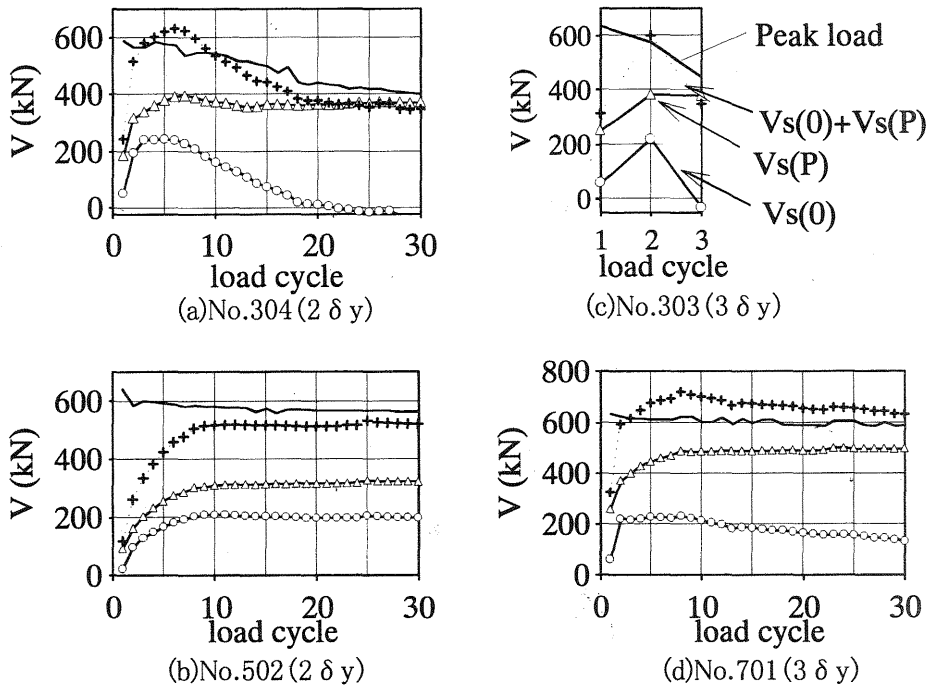 V (kN)
600
400
200
0
0 10 20 30
load cycle
(a)No.304(2 δ y)
V (kN)
600
400
200
0
1 2 3
load cycle
(c)No.303(3 δ y)
Peak load
Vs(0)+Vs(P)
Vs(P)
Vs(0)
V (kN)
600
400
200
0
0 10 20 30
load cycle
(b)No.502(2 δ y)
V (kN)
800
600
400
200
0
0 10 20 30
load cycle
(d)No.701(3 δ y)